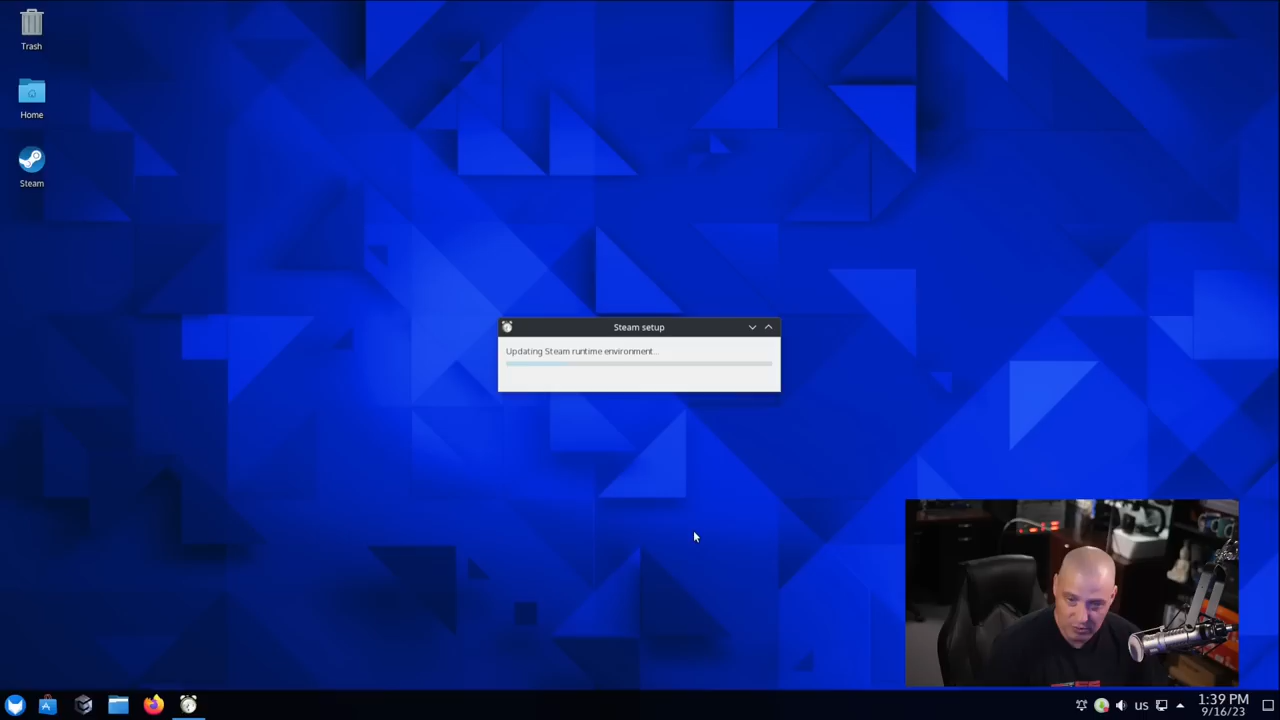 Trash
Home
Steam
Steam setup
Updating Steam runtime environment...
us
1:39 PM
9/16/23